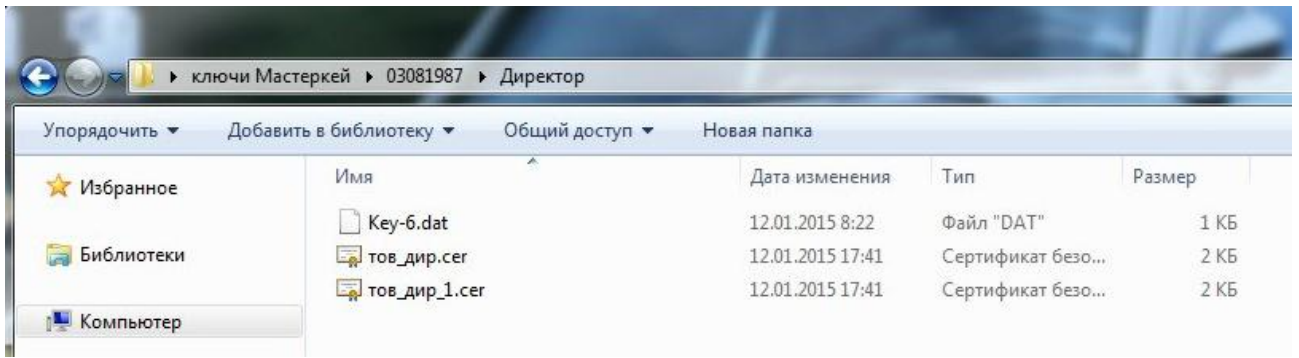 ключи Мастеркей ▸ 03081987 ▸ Директор
Упорядочить ▾ Добавить в библиотеку ▾ Общий доступ ▾ Новая папка
Избранное
Библиотеки
Компьютер
Имя Дата изменения Тип Размер
Key-6.dat 12.01.2015 8:22 Файл "DAT" 1 КБ
тов_дир.cer 12.01.2015 17:41 Сертификат безо... 2 КБ
тов_дир_1.cer 12.01.2015 17:41 Сертификат безо... 2 КБ